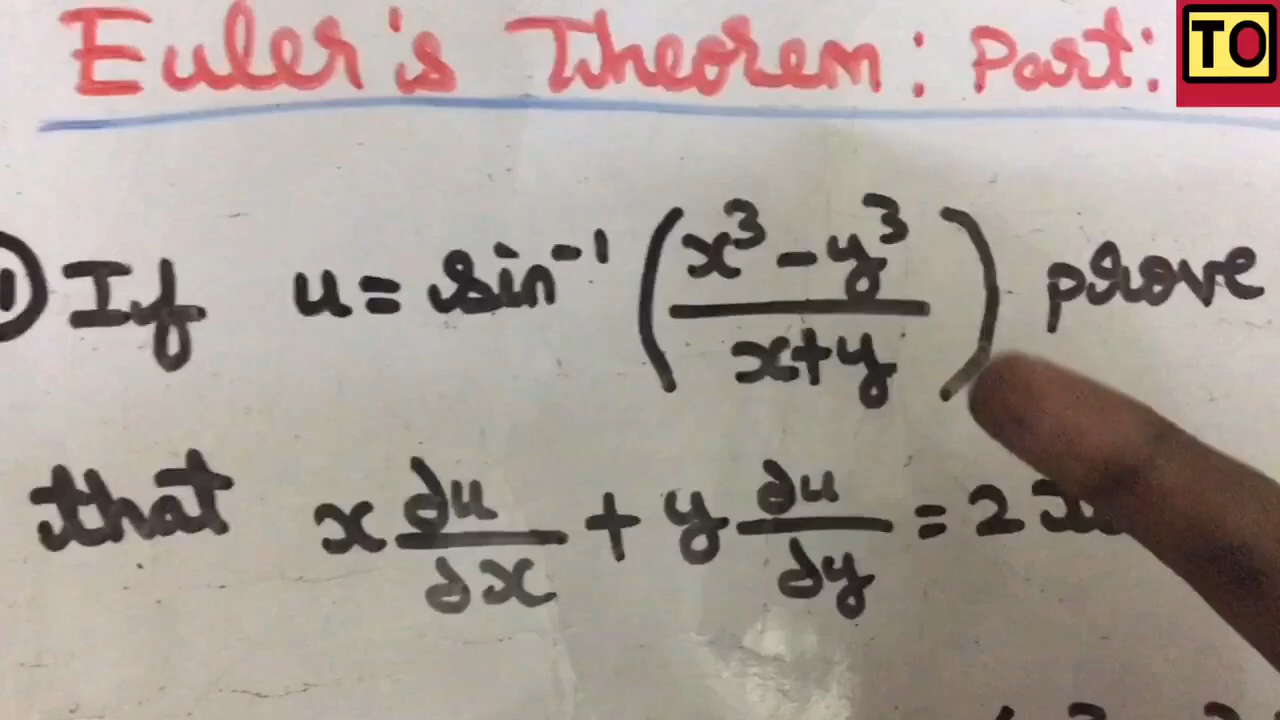 Euler's Theorem: Part:
TO
1) If u = sin⁻¹ (x³ - y³ / x+y) prove
that x ∂u/∂x + y ∂u/∂y = 2